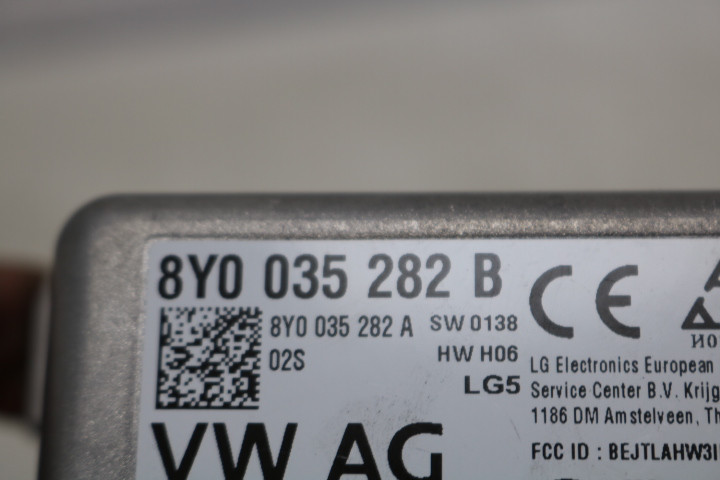 8Y0 035 282 B
8Y0 035 282 A SW 0138
02S HW H06
LG5
VW AG
CE
LG Electronics European
Service Center B.V. Krijg
1186 DM Amstelveen, Th
FCC ID : BEJTLAHW3I